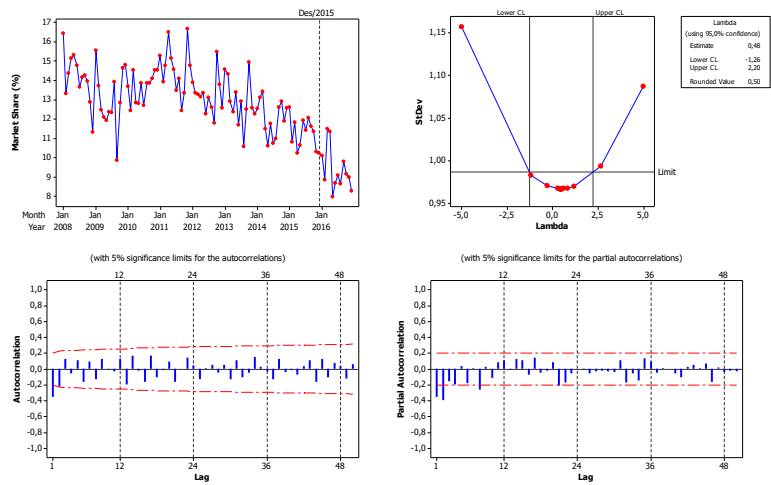 Des/2015
17
16
15
14
13
12
11
10
9
8
Market Share (%)
Month Jan Jan Jan Jan Jan Jan Jan Jan Jan
Year 2008 2009 2010 2011 2012 2013 2014 2015 2016
Lower CL Upper CL
1,15
1,10
1,05
1,00
0,95
StDev
Limit
-5,0 -2,5 0,0 2,5 5,0
Lambda
Lambda
(using 95,0% confidence)
Estimate 0,48
Lower CL -1,26
Upper CL 2,20
Rounded Value 0,50
(with 5% significance limits for the autocorrelations)
12 24 36 48
1,0
0,8
0,6
0,4
0,2
0,0
-0,2
-0,4
-0,6
-0,8
-1,0
Autocorrelation
1 12 24 36 48
Lag
(with 5% significance limits for the partial autocorrelations)
12 24 36 48
1,0
0,8
0,6
0,4
0,2
0,0
-0,2
-0,4
-0,6
-0,8
-1,0
Partial Autocorrelation
1 12 24 36 48
Lag